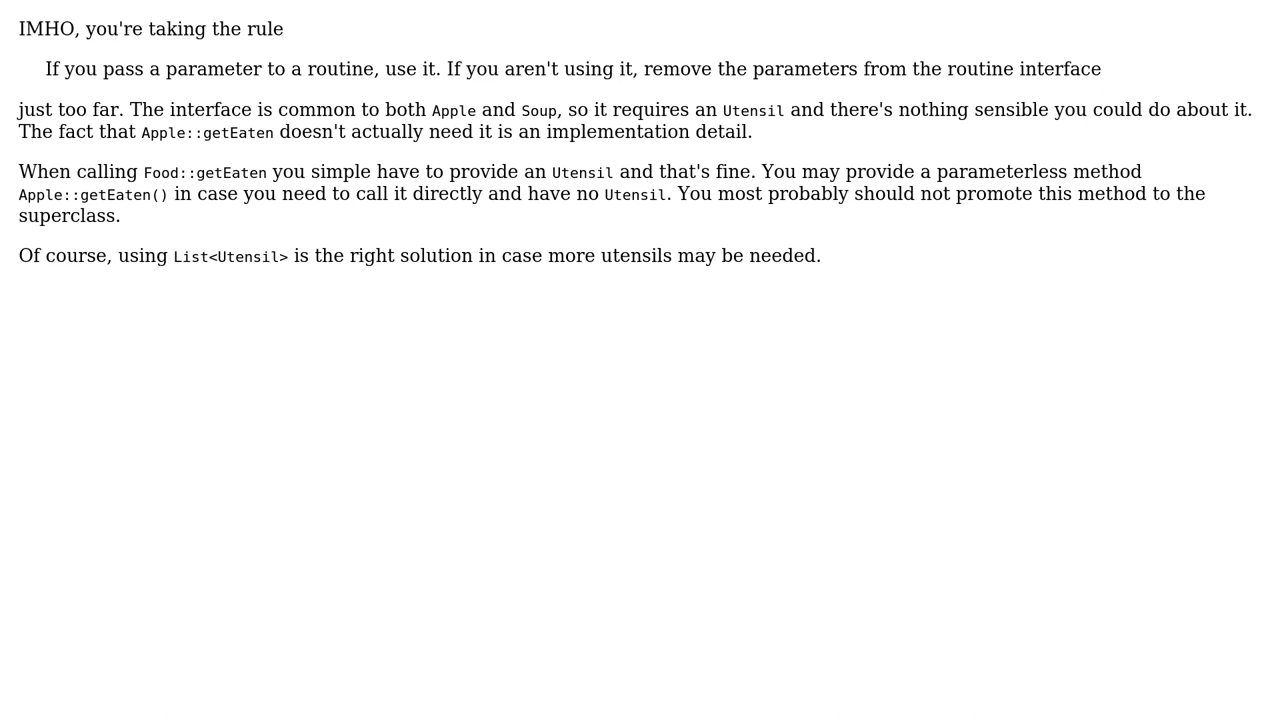 IMHO, you're taking the rule
If you pass a parameter to a routine, use it. If you aren't using it, remove the parameters from the routine interface
just too far. The interface is common to both Apple and Soup, so it requires an Utensil and there's nothing sensible you could do about it.
The fact that Apple::getEaten doesn't actually need it is an implementation detail.
When calling Food::getEaten you simple have to provide an Utensil and that's fine. You may provide a parameterless method
Apple::getEaten() in case you need to call it directly and have no Utensil. You most probably should not promote this method to the
superclass.
Of course, using List<Utensil> is the right solution in case more utensils may be needed.